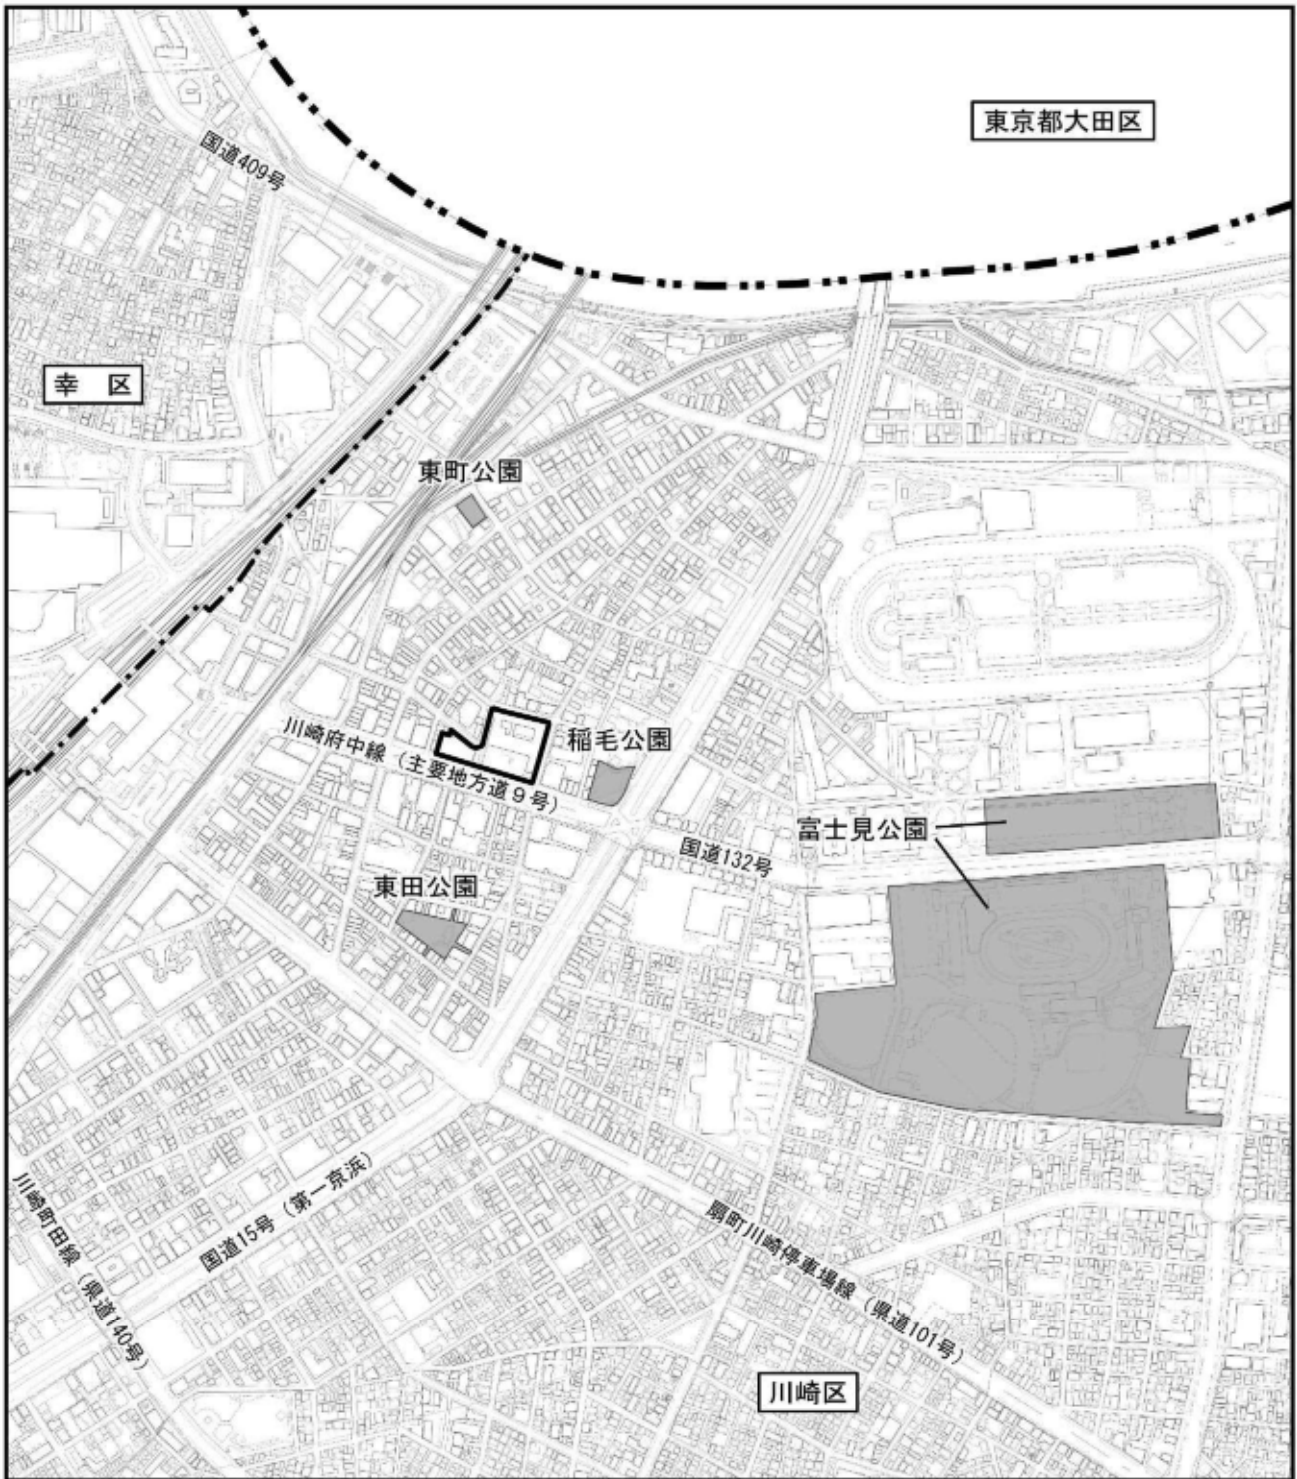 東京都大田区
国道409号
幸 区
東町公園
川崎府中線（主要地方道９号）
稲毛公園
富士見公園
国道132号
東田公園
国道15号（第一京浜）
川崎町田線（県道140号）
扇町川崎停車場線（県道101号）
川崎区